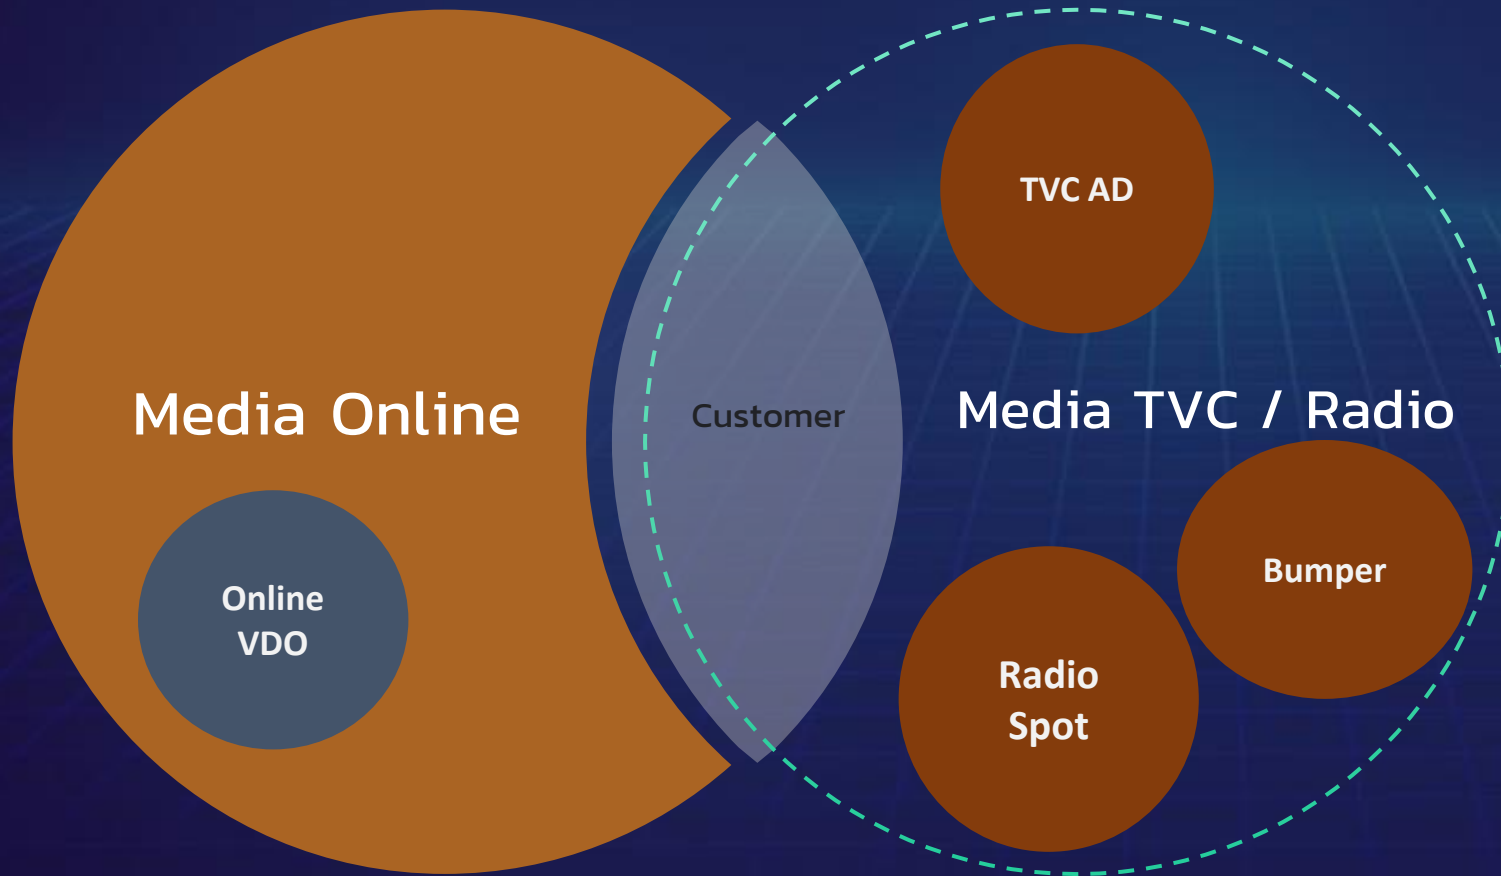 TVC AD
Media Online
Customer
Media TVC / Radio
Online
VDO
Bumper
Radio
Spot